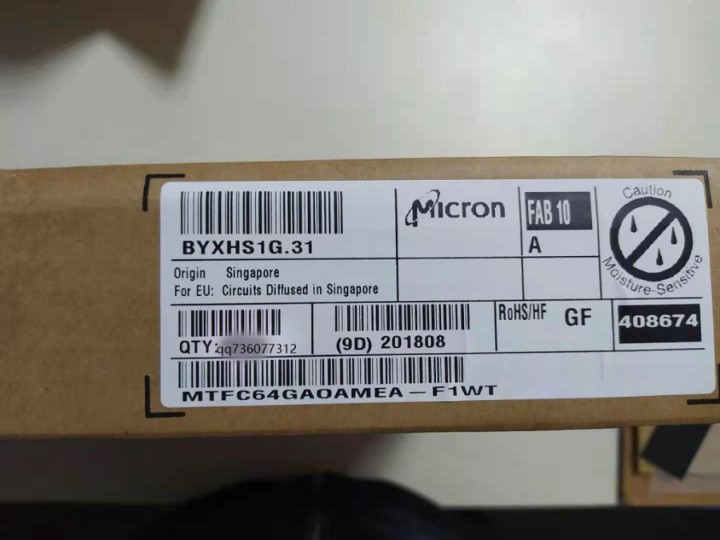 BYXHS1G.31
Micron
FAB 10
A
Caution
Moisture-Sensitive
Origin Singapore
For EU: Circuits Diffused in Singapore
QTY:qq736077312
(9D) 201808
RoHS/HF GF
408674
MTFC64GAOAMEA-F1WT